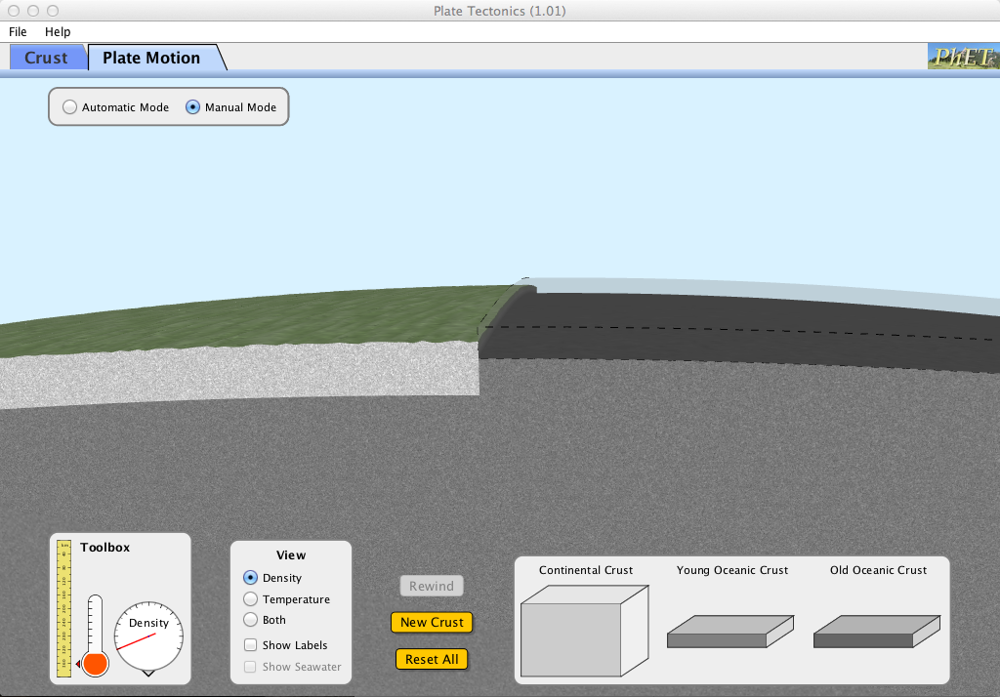 Plate Tectonics (1.01)
File Help
Crust Plate Motion
PhET
Automatic Mode Manual Mode
Toolbox
km
Density
View
Density
Temperature
Both
Show Labels
Show Seawater
Rewind
New Crust
Reset All
Continental Crust Young Oceanic Crust Old Oceanic Crust